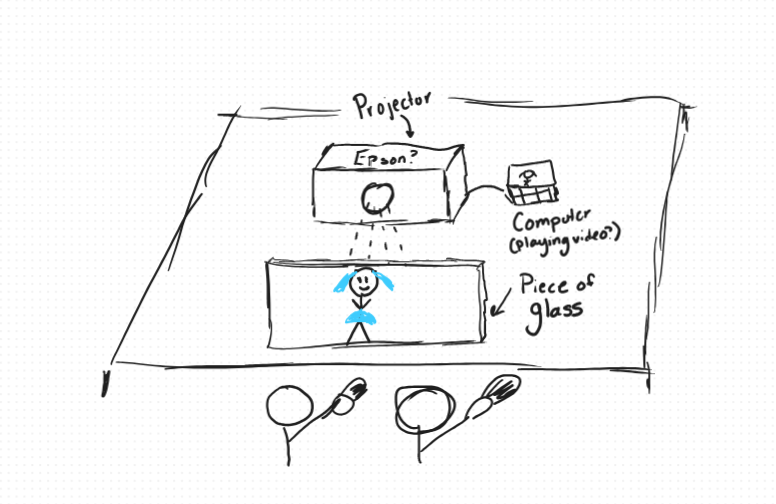 Projector
Epson?
Computer
(playing video?)
Piece of
glass